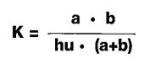 K = a · b
hu · (a+b)